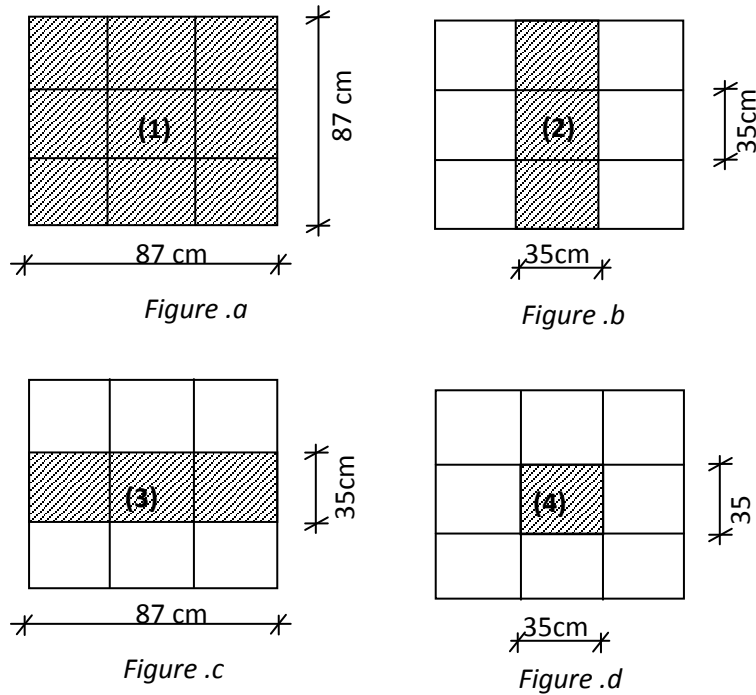 (1)
87 cm
87 cm
Figure .a
(2)
35cm
35cm
Figure .b
(3)
35cm
87 cm
Figure .c
(4)
35
35cm
Figure .d